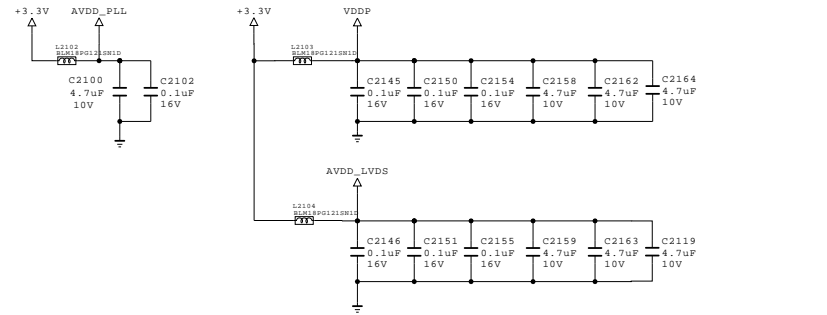 +3.3V
AVDD_PLL
L2102
BLM18PG121SN1D
C2100
4.7uF
10V
C2102
0.1uF
16V
+3.3V
VDDP
L2103
BLM18PG121SN1D
C2145
0.1uF
16V
C2150
0.1uF
16V
C2154
0.1uF
16V
C2158
4.7uF
10V
C2162
4.7uF
10V
C2164
4.7uF
10V
AVDD_LVDS
L2104
BLM18PG121SN1D
C2146
0.1uF
16V
C2151
0.1uF
16V
C2155
0.1uF
16V
C2159
4.7uF
10V
C2163
4.7uF
10V
C2119
4.7uF
10V